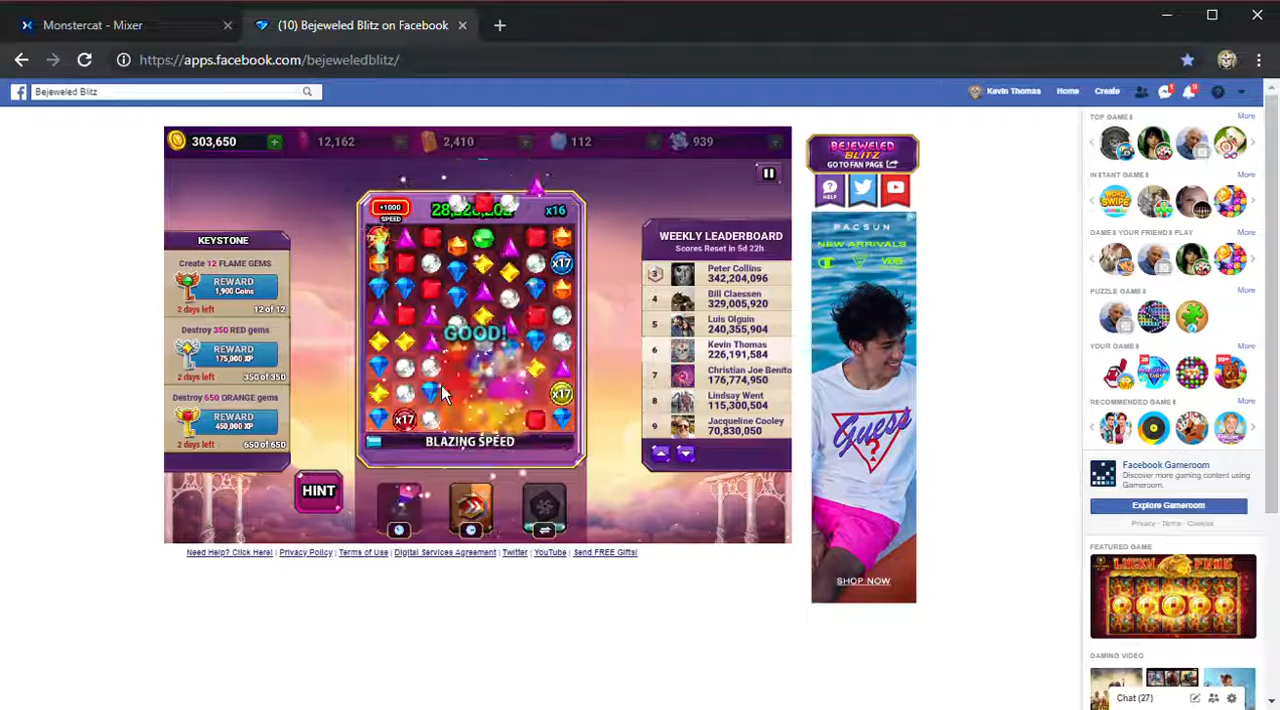 Monstercat - Mixer
(10) Bejeweled Blitz on Facebook
https://apps.facebook.com/bejeweledblitz/
Bejeweled Blitz
Kevin Thomas
Home
Create
303,650
12,162
2,410
112
939
KEYSTONE
Create 12 FLAME GEMS
REWARD
1,900 Coins
2 days left
12 of 12
Destroy 350 RED gems
REWARD
175,000 XP
2 days left
350 of 350
Destroy 650 ORANGE gems
REWARD
450,000 XP
2 days left
650 of 650
+1000
SPEED
x16
x17
GOOD!
x17
x17
BLAZING SPEED
HINT
WEEKLY LEADERBOARD
Scores Reset in 5d 22h
3
Peter Collins
342,204,096
4
Bill Claessen
329,005,920
5
Luis Olguin
240,355,904
6
Kevin Thomas
226,191,584
7
Christian Joe Benito
176,774,950
8
Lindsay Went
115,300,504
9
Jacqueline Cooley
70,830,050
Need Help? Click Here!
Privacy Policy
Terms of Use
Digital Services Agreement
Twitter
YouTube
Send FREE Gifts!
BEJEWELED
BLITZ
GO TO FAN PAGE
HELP
PACSUN
NEW ARRIVALS
Guess
?
SHOP NOW
TOP GAMES
More
INSTANT GAMES
More
WORD
SWIPE
GAMES YOUR FRIENDS PLAY
More
PUZZLE GAMES
More
YOUR GAMES
More
RECOMMENDED GAMES
More
Facebook Gameroom
Discover more gaming content using
Gameroom.
Explore Gameroom
Privacy · Terms · Cookies
FEATURED GAME
GAMING VIDEO
More
Chat (27)